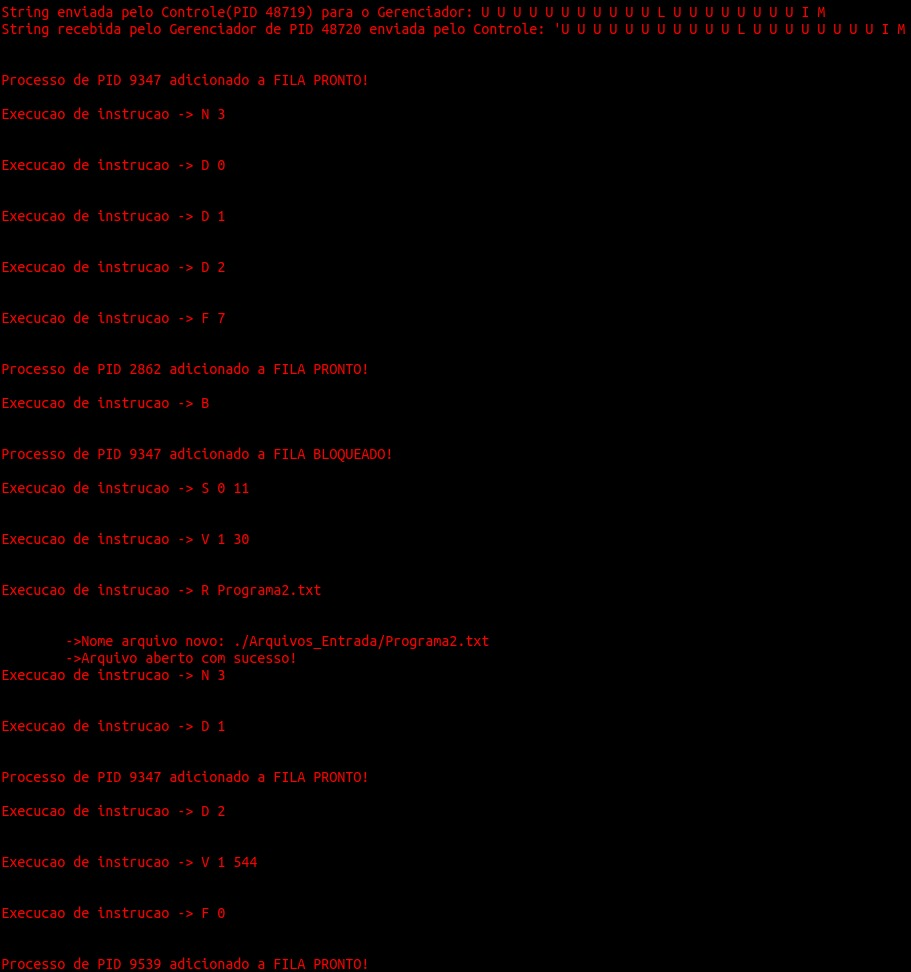 String enviada pelo Controle(PID 48719) para o Gerenciador: U U U U U U U U U U U L U U U U U U U U I M
String recebida pelo Gerenciador de PID 48720 enviada pelo Controle: 'U U U U U U U U U U U L U U U U U U U U I M
Processo de PID 9347 adicionado a FILA PRONTO!
Execucao de instrucao -> N 3
Execucao de instrucao -> D 0
Execucao de instrucao -> D 1
Execucao de instrucao -> D 2
Execucao de instrucao -> F 7
Processo de PID 2862 adicionado a FILA PRONTO!
Execucao de instrucao -> B
Processo de PID 9347 adicionado a FILA BLOQUEADO!
Execucao de instrucao -> S 0 11
Execucao de instrucao -> V 1 30
Execucao de instrucao -> R Programa2.txt
->Nome arquivo novo: ./Arquivos_Entrada/Programa2.txt
->Arquivo aberto com sucesso!
Execucao de instrucao -> N 3
Execucao de instrucao -> D 1
Processo de PID 9347 adicionado a FILA PRONTO!
Execucao de instrucao -> D 2
Execucao de instrucao -> V 1 544
Execucao de instrucao -> F 0
Processo de PID 9539 adicionado a FILA PRONTO!